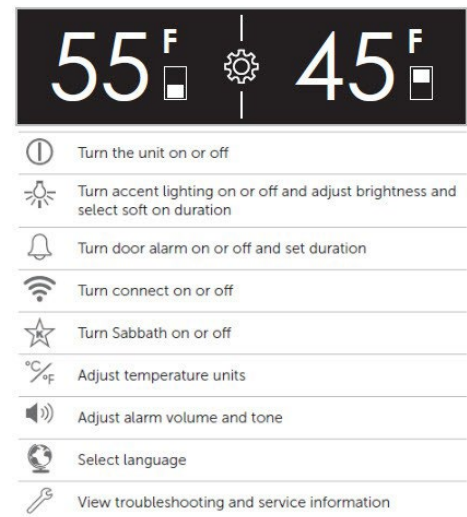 55 F 45 F
Turn the unit on or off
Turn accent lighting on or off and adjust brightness and
select soft on duration
Turn door alarm on or off and set duration
Turn connect on or off
K Turn Sabbath on or off
°C/°F Adjust temperature units
Adjust alarm volume and tone
Select language
View troubleshooting and service information